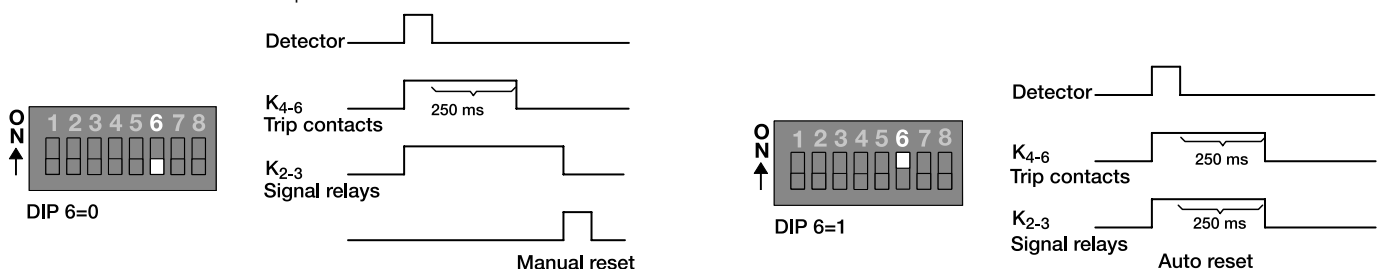 Detector
K4-6
Trip contacts
250 ms
K2-3
Signal relays
Manual reset
ON
1 2 3 4 5 6 7 8
DIP 6=0
Detector
K4-6
Trip contacts
250 ms
K2-3
Signal relays
250 ms
Auto reset
ON
1 2 3 4 5 6 7 8
DIP 6=1